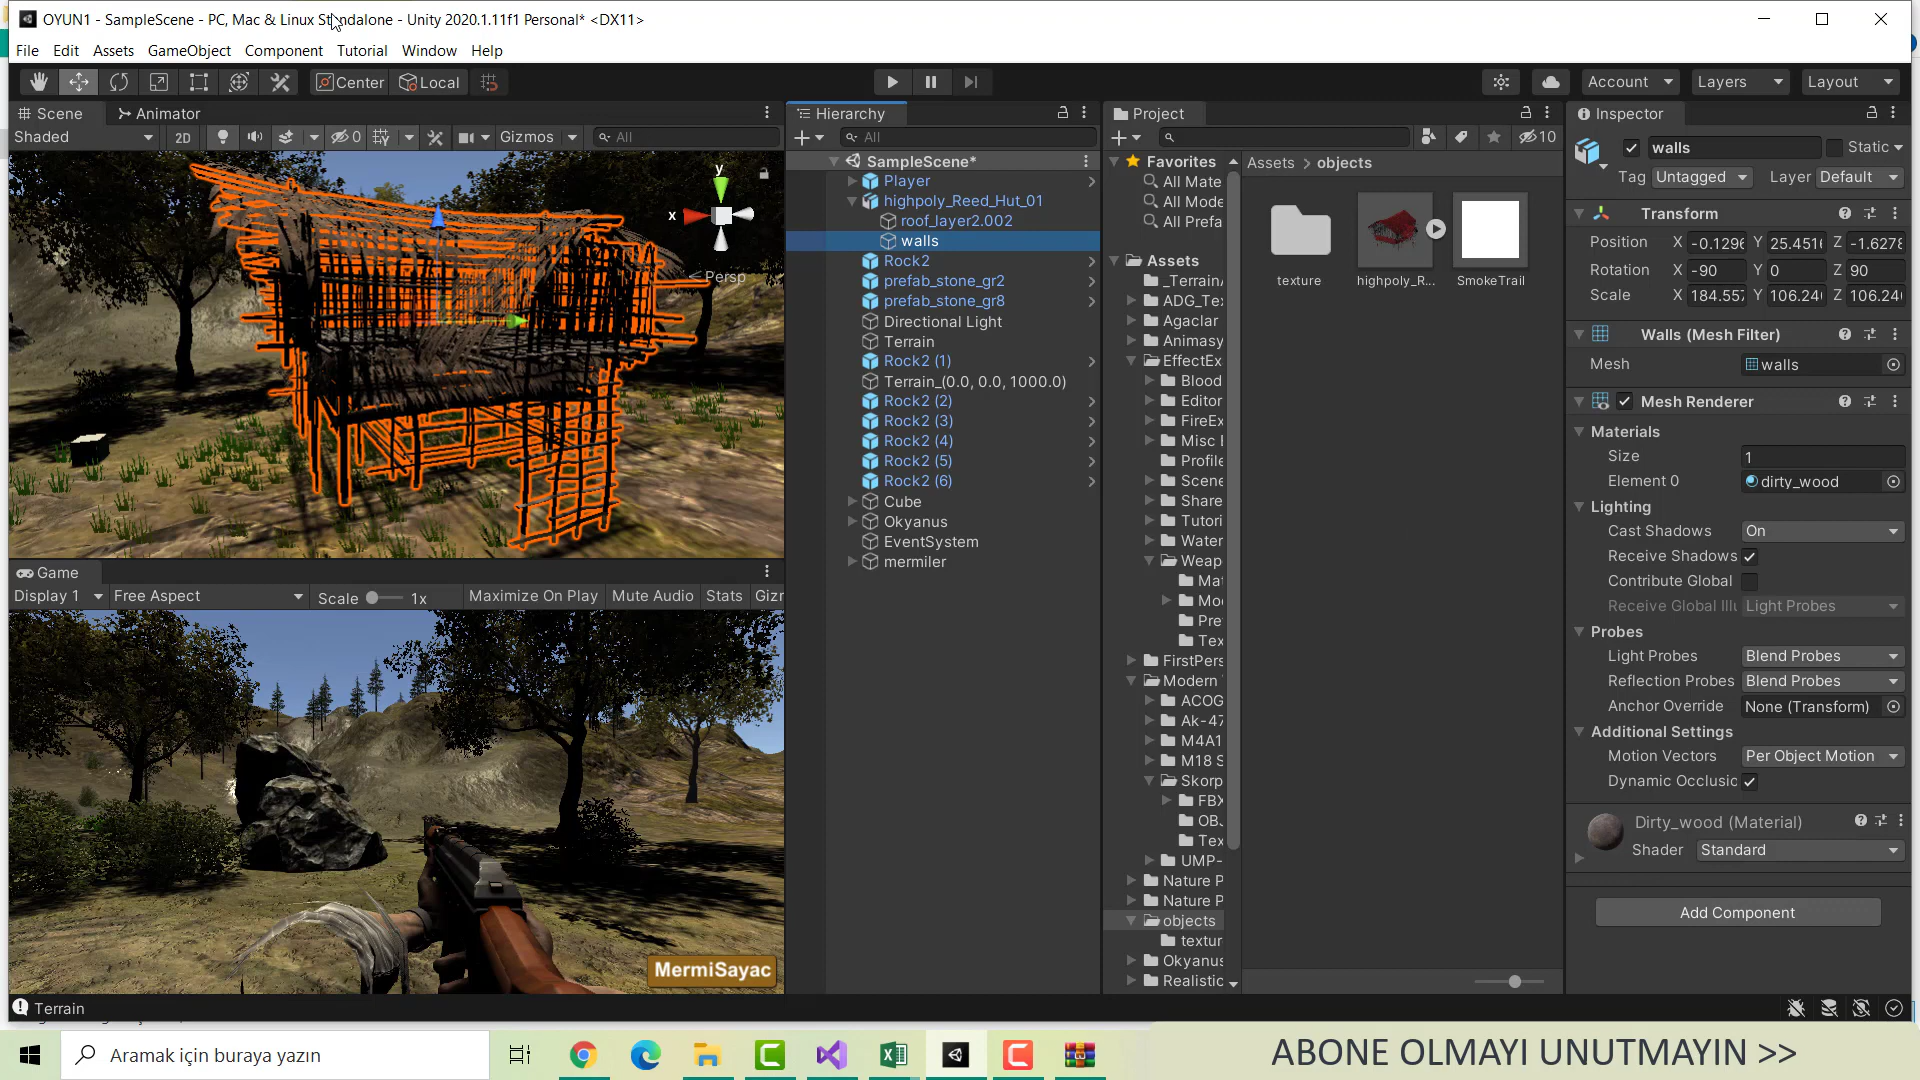 OYUN1 - SampleScene - PC, Mac & Linux Standalone - Unity 2020.1.11f1 Personal* <DX11>
File Edit Assets GameObject Component Tutorial Window Help
Center Local Account Layers Layout
Scene Animator
Shaded 2D 0 Gizmos All
y
x
Persp
Game
Display 1 Free Aspect Scale 1x Maximize On Play Mute Audio Stats Giz
MermiSayac
Hierarchy
All
SampleScene*
Player
highpoly_Reed_Hut_01
roof_layer2.002
walls
Rock2
prefab_stone_gr2
prefab_stone_gr8
Directional Light
Terrain
Rock2 (1)
Terrain_(0.0, 0.0, 1000.0)
Rock2 (2)
Rock2 (3)
Rock2 (4)
Rock2 (5)
Rock2 (6)
Cube
Okyanus
EventSystem
mermiler
Project
10
Favorites
All Mate
All Mode
All Prefa
Assets
_Terrain
ADG_Te
Agaclar
Animasy
EffectEx
Blood
Editor
FireEx
Misc
Profile
Scene
Share
Tutori
Water
Weap
Mat
Mo
Pre
Tex
FirstPers
Modern
ACOG
Ak-47
M4A1
M18 S
Skorp
FBX
OBJ
Tex
UMP-
Nature P
Nature P
objects
textur
Okyanus
Realistic
Assets > objects
texture
highpoly_R...
SmokeTrail
Inspector
walls Static
Tag Untagged Layer Default
Transform
Position X -0.1296 Y 25.4516 Z -1.6278
Rotation X -90 Y 0 Z 90
Scale X 184.557 Y 106.24 Z 106.24
Walls (Mesh Filter)
Mesh walls
Mesh Renderer
Materials
Size 1
Element 0 dirty_wood
Lighting
Cast Shadows On
Receive Shadows
Contribute Global
Receive Global Illu Light Probes
Probes
Light Probes Blend Probes
Reflection Probes Blend Probes
Anchor Override None (Transform)
Additional Settings
Motion Vectors Per Object Motion
Dynamic Occlusic
Dirty_wood (Material)
Shader Standard
Add Component
Terrain
Aramak için buraya yazın
ABONE OLMAYI UNUTMAYIN >>